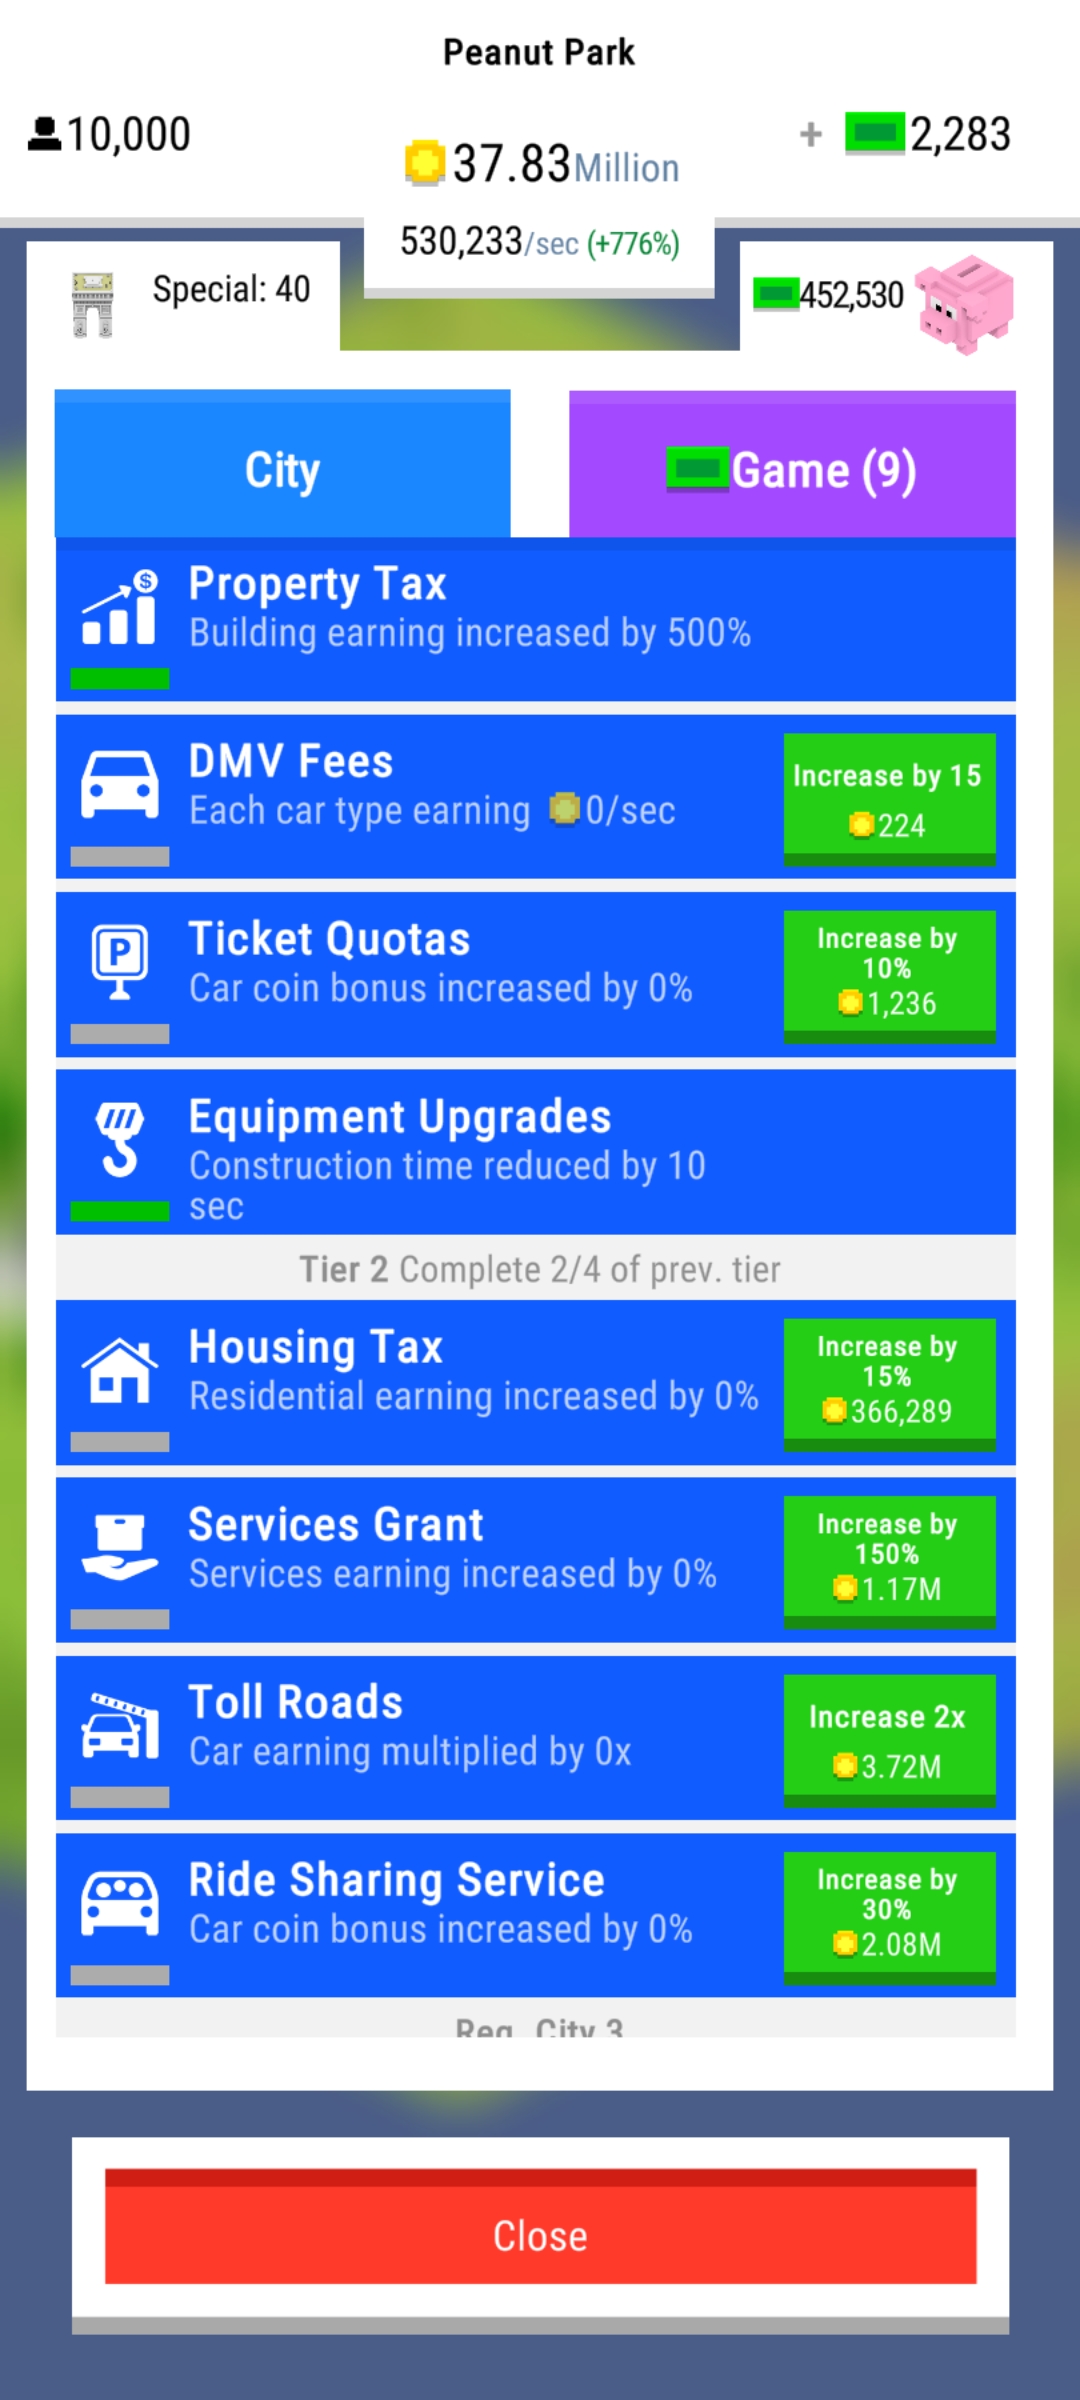 Peanut Park
10,000
37.83Million
+ 2,283
530,233/sec (+776%)
Special: 40
452,530
City
Game (9)
$
Property Tax
Building earning increased by 500%
DMV Fees
Each car type earning 0/sec
Increase by 15
224
P
Ticket Quotas
Car coin bonus increased by 0%
Increase by
10%
1,236
Equipment Upgrades
Construction time reduced by 10
sec
Tier 2 Complete 2/4 of prev. tier
Housing Tax
Residential earning increased by 0%
Increase by
15%
366,289
Services Grant
Services earning increased by 0%
Increase by
150%
1.17M
Toll Roads
Car earning multiplied by 0x
Increase 2x
3.72M
Ride Sharing Service
Car coin bonus increased by 0%
Increase by
30%
2.08M
Req. City 3
Close